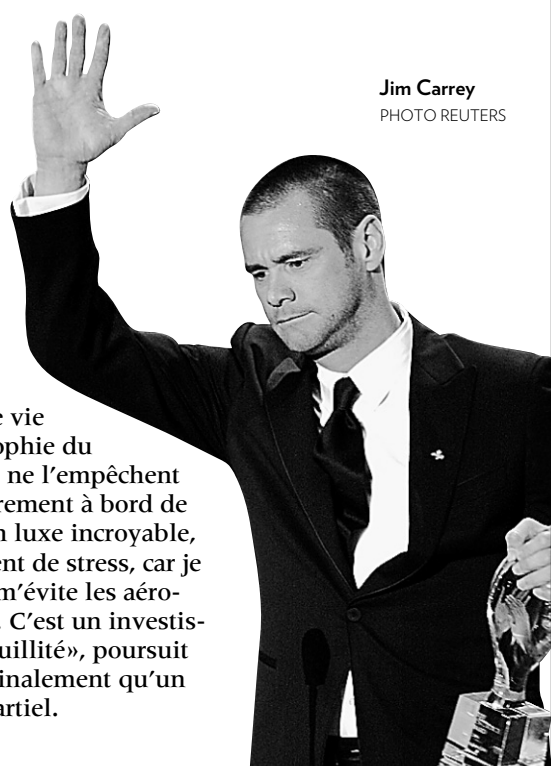 Jim Carrey
PHOTO REUTERS
e vie
ophie du
ne l'empêchent
rement à bord de
n luxe incroyable,
ent de stress, car je
m'évite les aéro-
. C'est un investis-
uillité», poursuit
inalement qu'un
artiel.